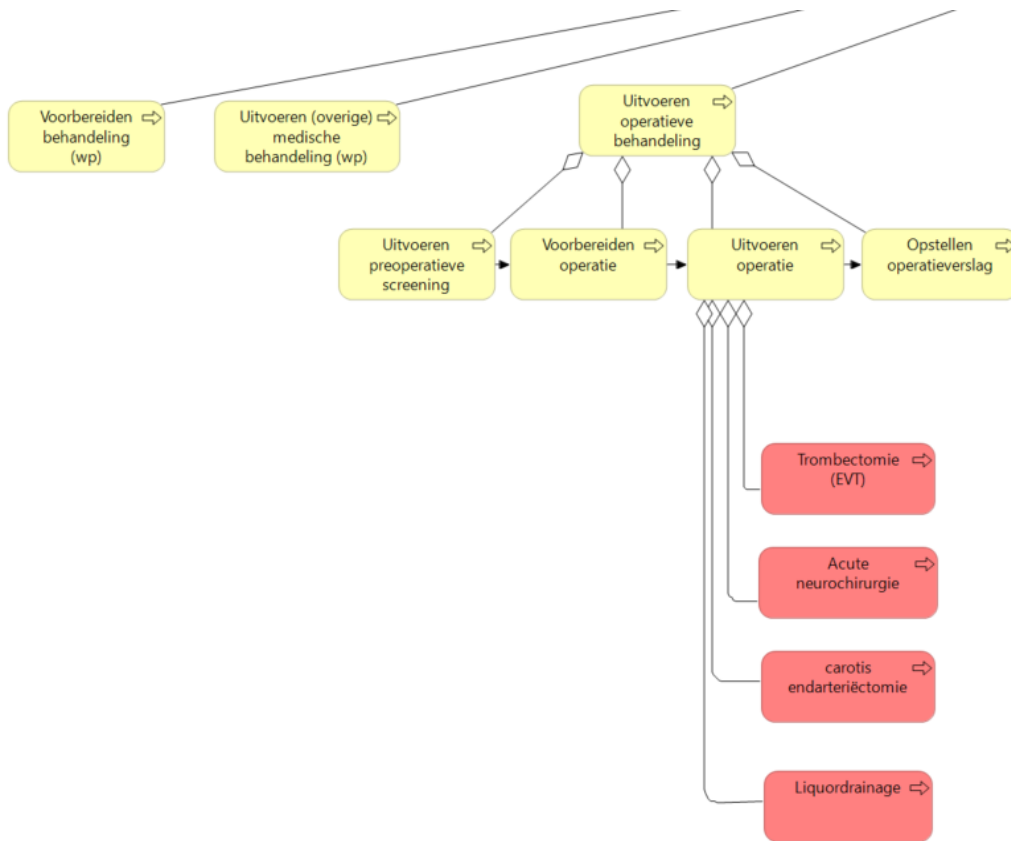 Voorbereiden
behandeling
(wp)
Uitvoeren (overige)
medische
behandeling (wp)
Uitvoeren
operatieve
behandeling
Uitvoeren
preoperatieve
screening
Voorbereiden
operatie
Uitvoeren
operatie
Opstellen
operatieverslag
Trombectomie
(EVT)
Acute
neurochirurgie
carotis
endarteriëctomie
Liquordrainage